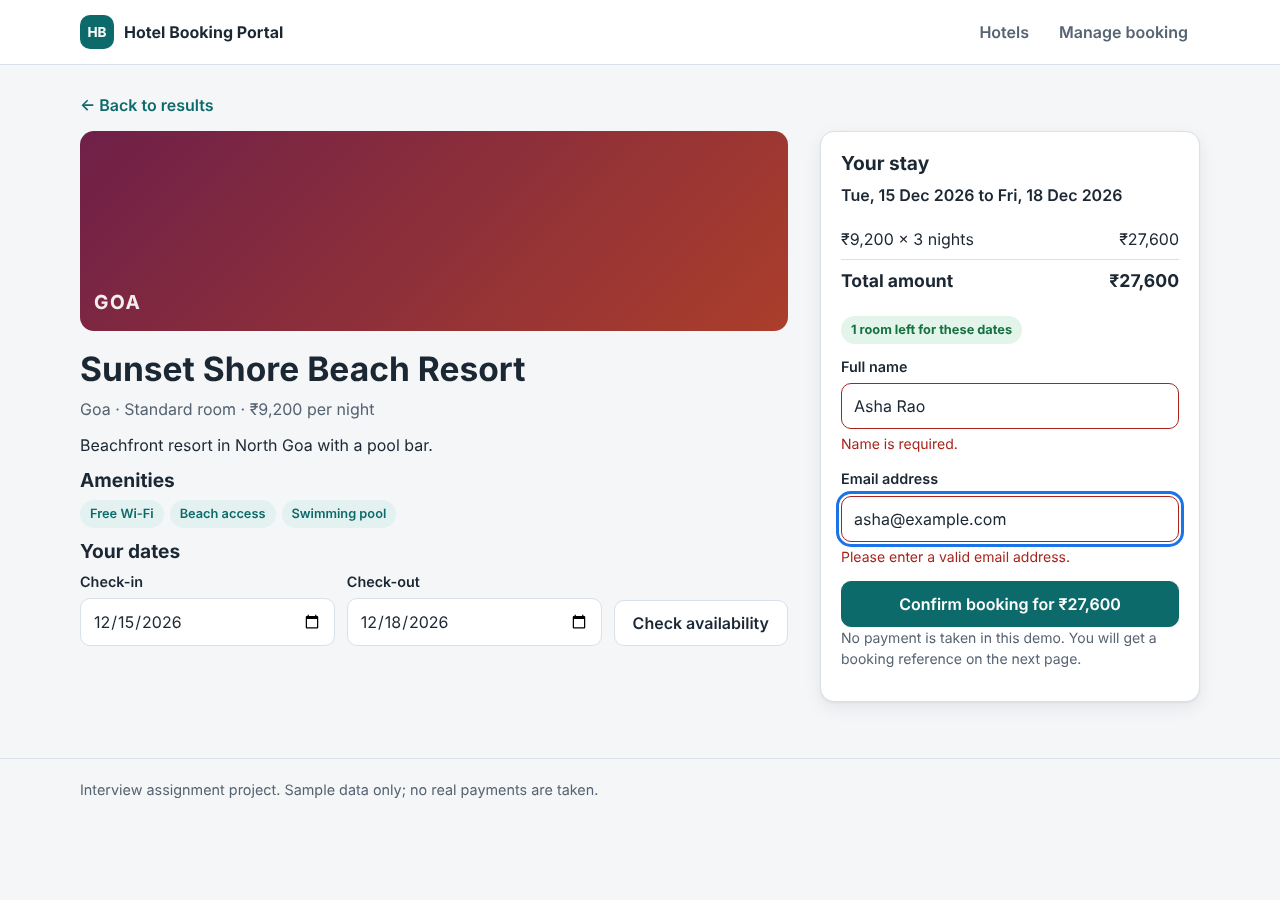 HB Hotel Booking Portal
Hotels Manage booking
← Back to results
GOA
Sunset Shore Beach Resort
Goa · Standard room · ₹9,200 per night
Beachfront resort in North Goa with a pool bar.
Amenities
Free Wi-Fi Beach access Swimming pool
Your dates
Check-in Check-out
12/15/2026 12/18/2026 Check availability
Your stay
Tue, 15 Dec 2026 to Fri, 18 Dec 2026
₹9,200 × 3 nights ₹27,600
Total amount ₹27,600
1 room left for these dates
Full name
Asha Rao
Name is required.
Email address
asha@example.com
Please enter a valid email address.
Confirm booking for ₹27,600
No payment is taken in this demo. You will get a
booking reference on the next page.
Interview assignment project. Sample data only; no real payments are taken.